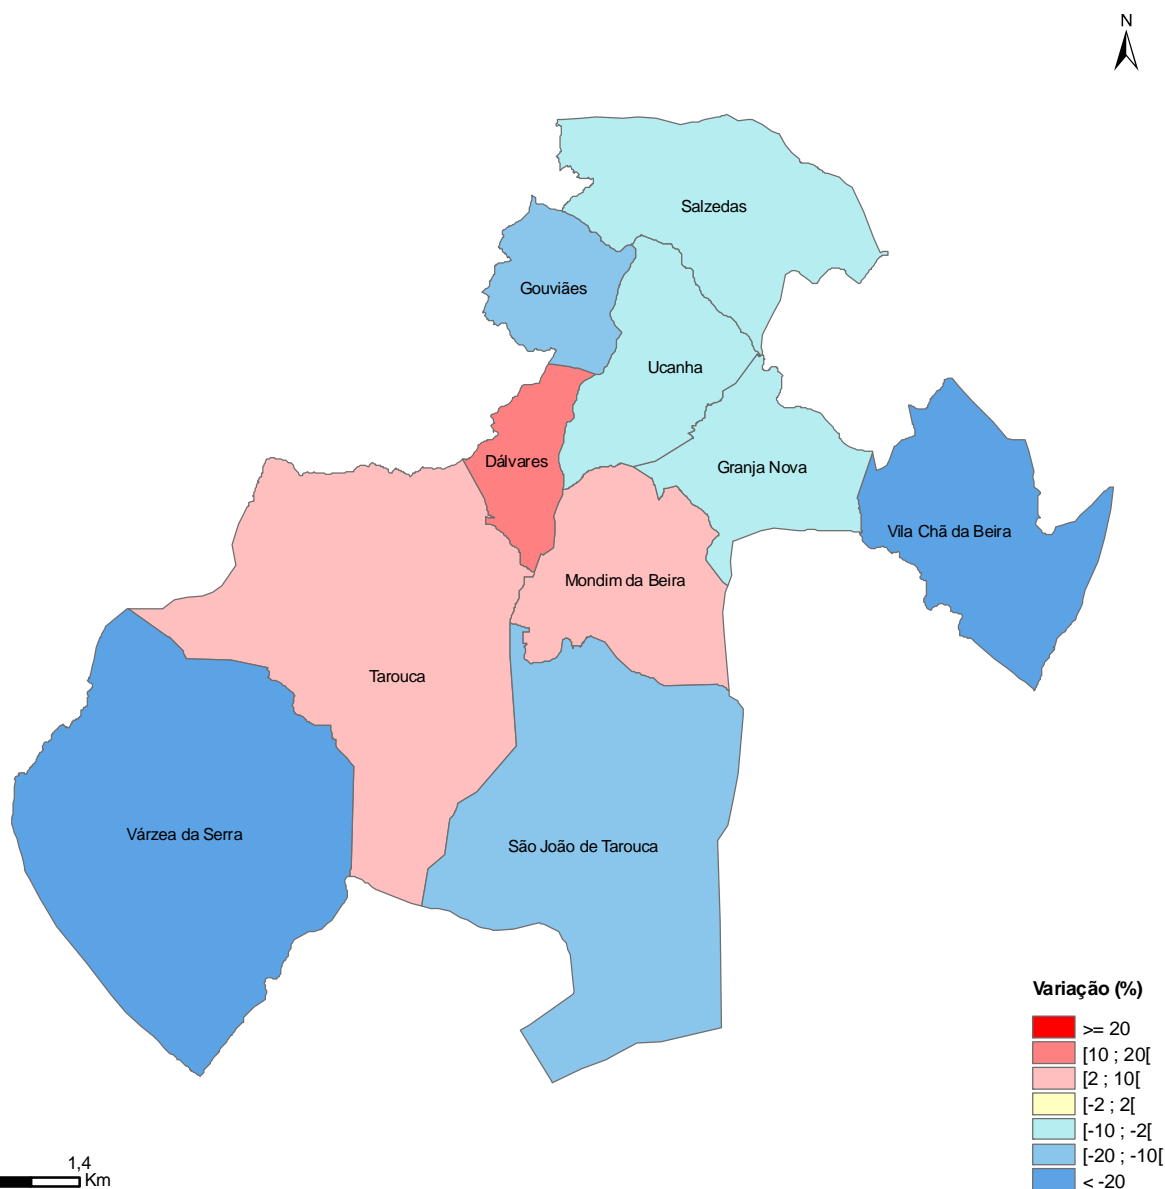 N
Salzedas
Gouviães
Ucanha
Dálvares
Granja Nova
Vila Chã da Beira
Mondim da Beira
Tarouca
Várzea da Serra
São João de Tarouca
Variação (%)
>= 20
[10 ; 20[
[2 ; 10[
[-2 ; 2[
[-10 ; -2[
[-20 ; -10[
< -20
1,4
Km